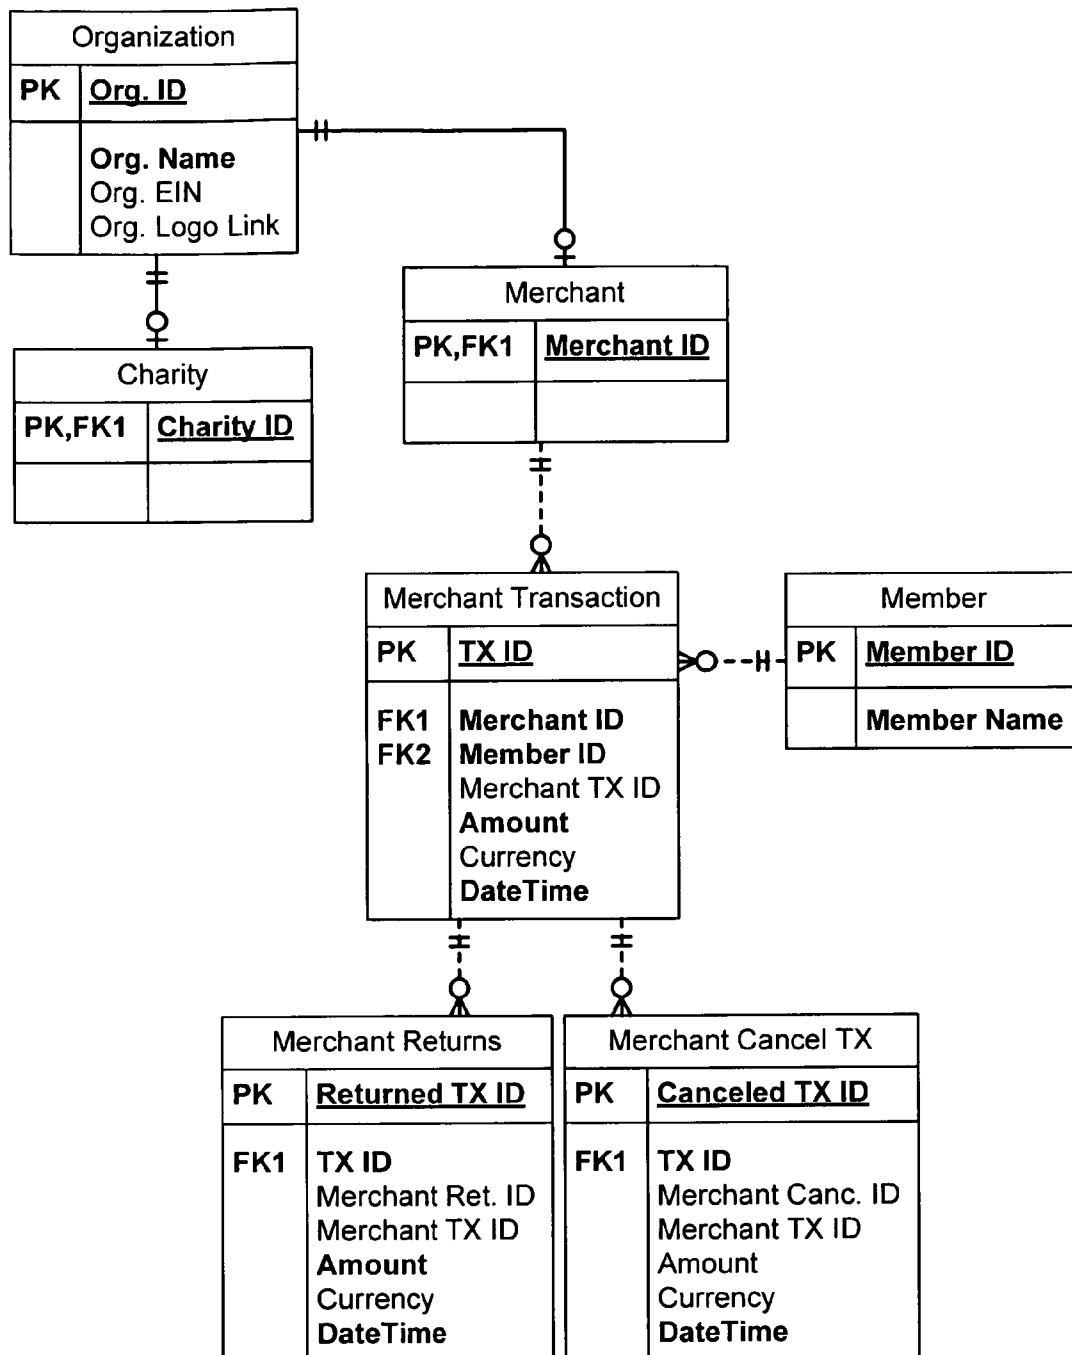 Organization
PK Org. ID
Org. Name
Org. EIN
Org. Logo Link
Merchant
PK,FK1 Merchant ID
Charity
PK,FK1 Charity ID
Merchant Transaction
PK TX ID
FK1 Merchant ID
FK2 Member ID
Merchant TX ID
Amount
Currency
DateTime
Member
PK Member ID
Member Name
Merchant Returns
PK Returned TX ID
FK1 TX ID
Merchant Ret. ID
Merchant TX ID
Amount
Currency
DateTime
Merchant Cancel TX
PK Canceled TX ID
FK1 TX ID
Merchant Canc. ID
Merchant TX ID
Amount
Currency
DateTime